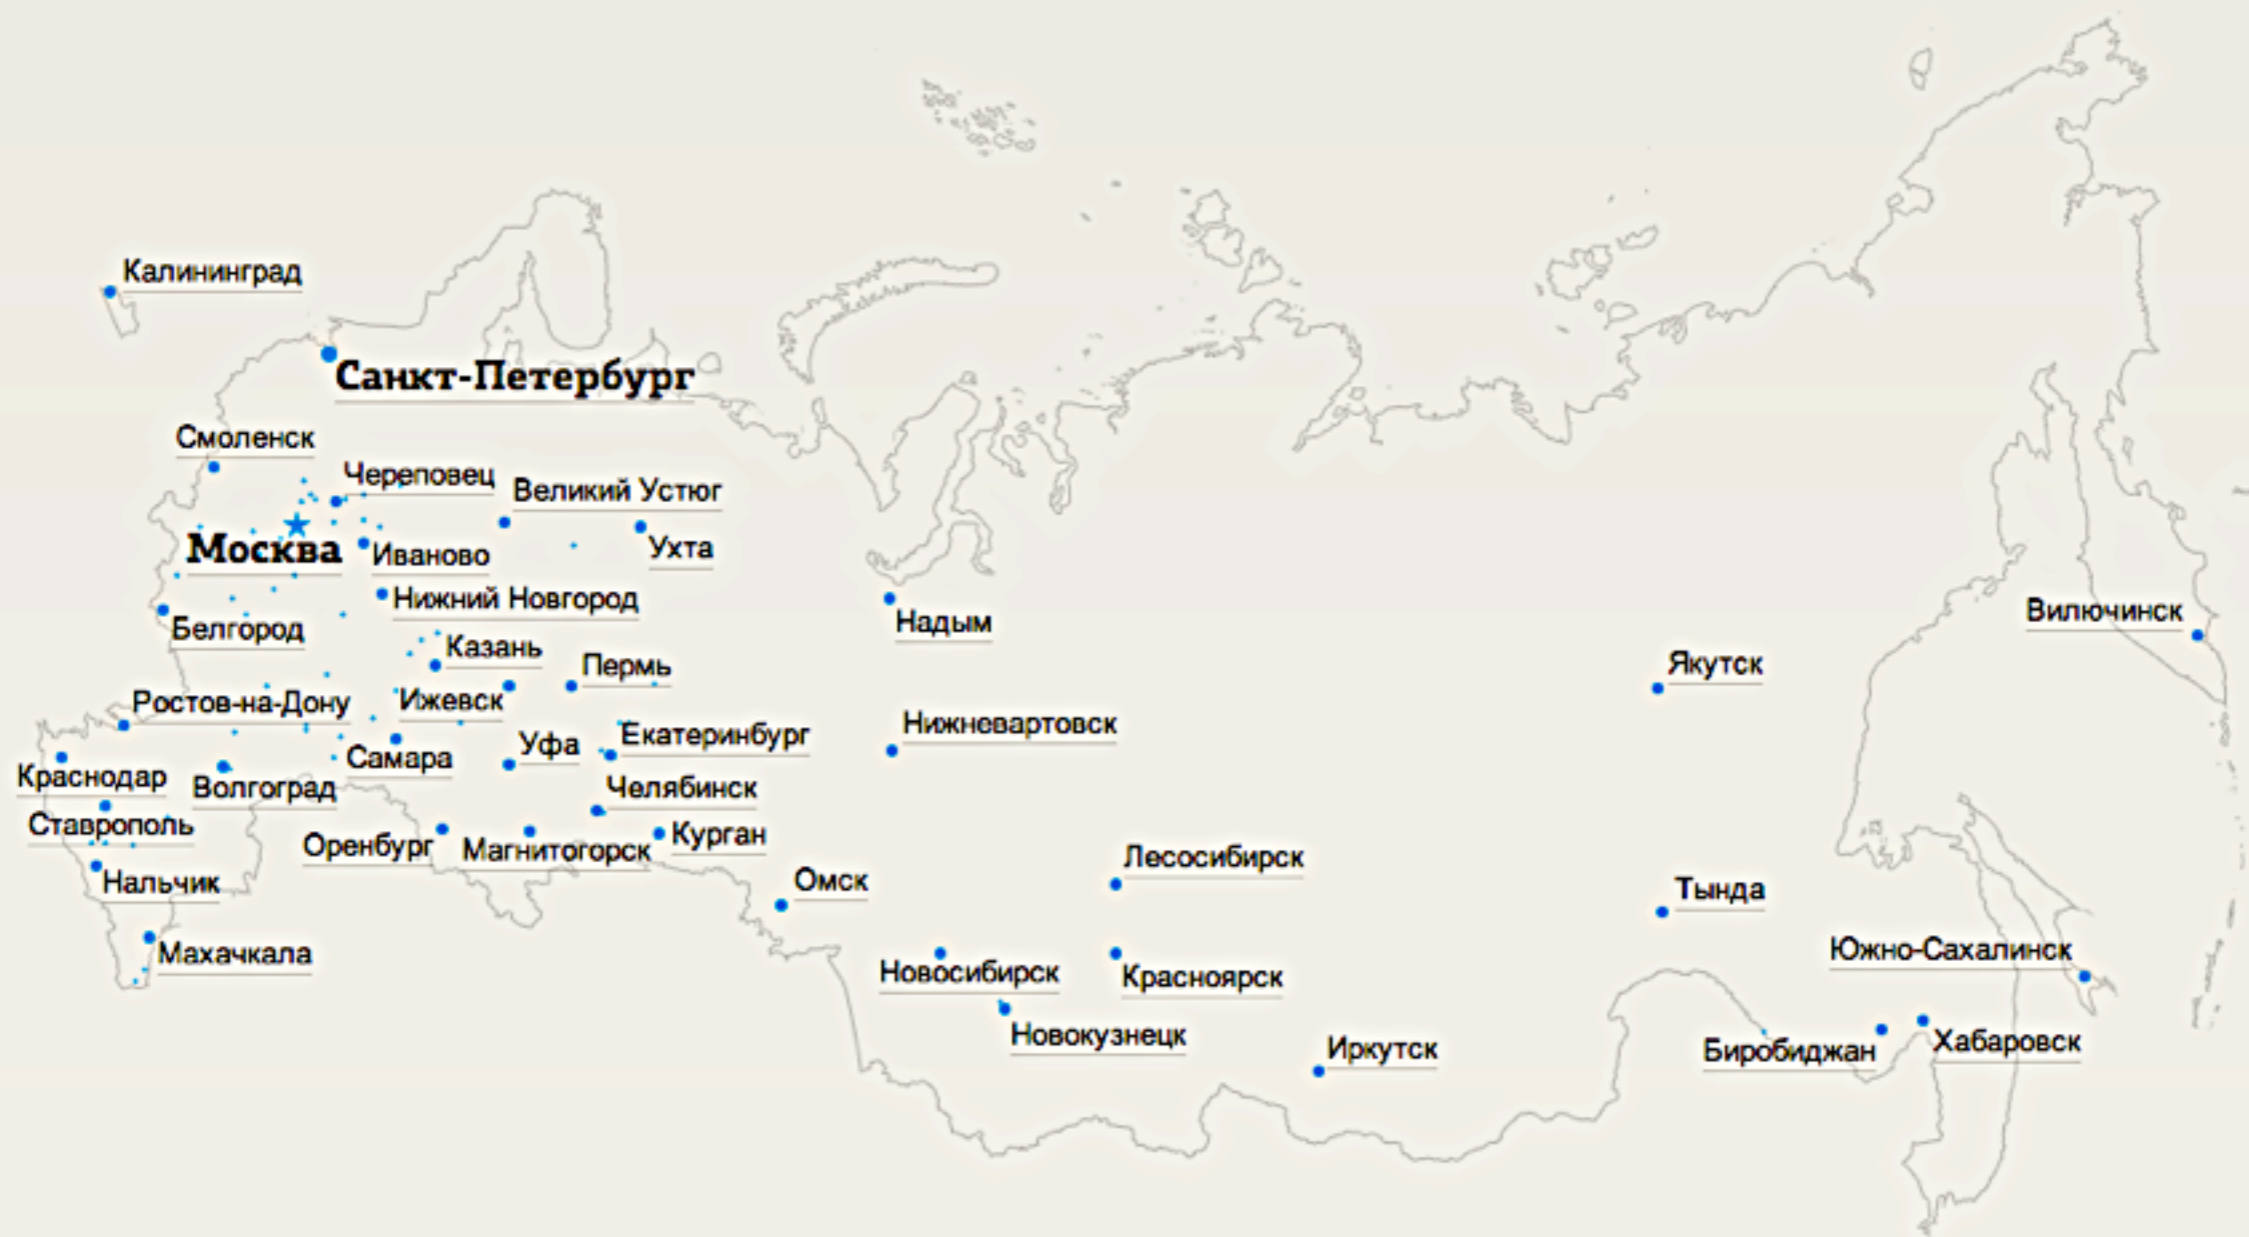 Калининград
Санкт-Петербург
Смоленск
Череповец
Великий Устюг
Москва
Иваново
Ухта
Нижний Новгород
Белгород
Надым
Вилючинск
Казань
Пермь
Якутск
Ижевск
Ростов-на-Дону
Нижневартовск
Екатеринбург
Уфа
Самара
Краснодар
Волгоград
Челябинск
Ставрополь
Оренбург
Магнитогорск
Курган
Лесосибирск
Нальчик
Омск
Тында
Махачкала
Южно-Сахалинск
Новосибирск
Красноярск
Новокузнецк
Иркутск
Биробиджан
Хабаровск